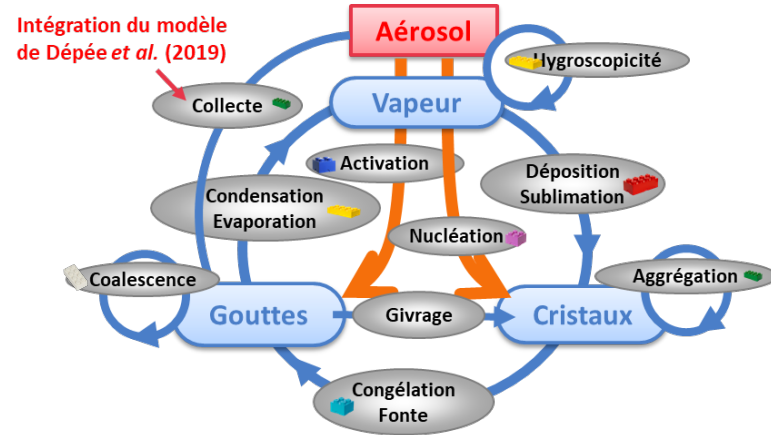 Intégration du modèle
de Dépée et al. (2019)
Aérosol
Hygroscopicité
Vapeur
Collecte
Activation
Déposition
Sublimation
Condensation
Evaporation
Nucléation
Coalescence
Aggrégation
Gouttes
Givrage
Cristaux
Congélation
Fonte